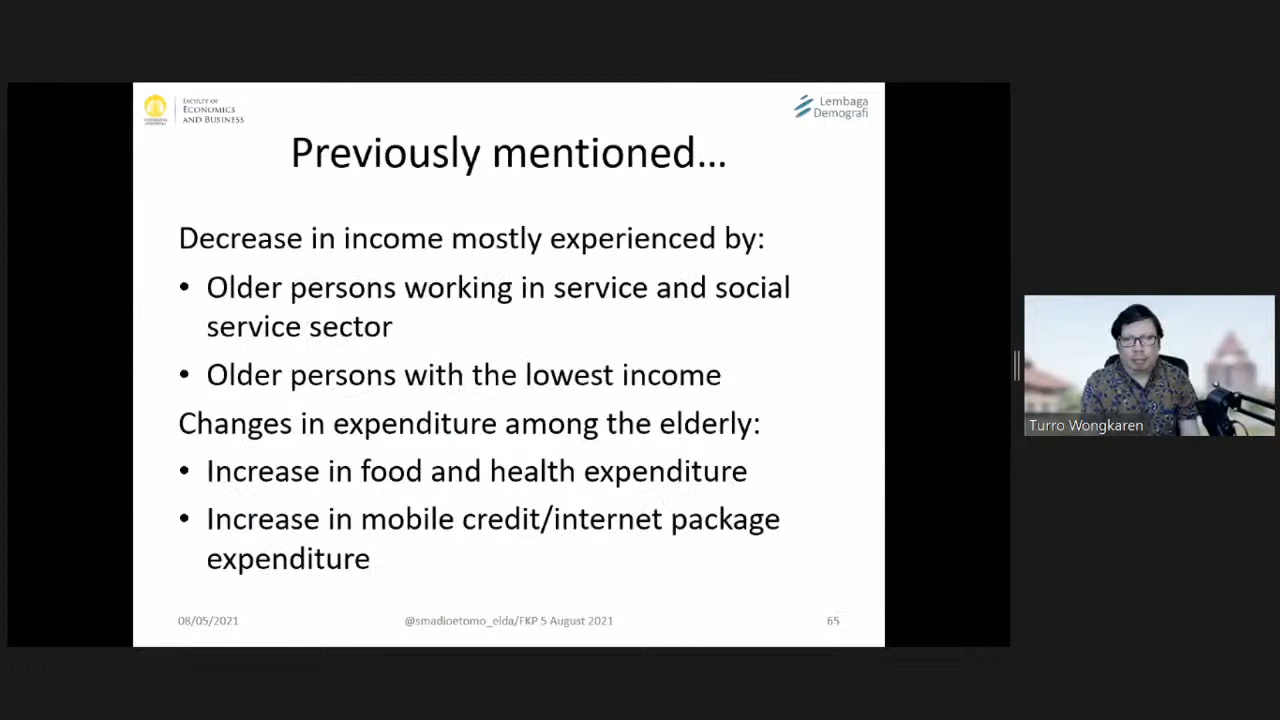 FACULTY OF
ECONOMICS
AND BUSINESS
Lembaga
Demografi
Previously mentioned...
Decrease in income mostly experienced by:
• Older persons working in service and social
service sector
• Older persons with the lowest income
Changes in expenditure among the elderly:
• Increase in food and health expenditure
• Increase in mobile credit/internet package
expenditure
08/05/2021
@smadioetomo_elda/FKP 5 August 2021
65
Turro Wongkaren